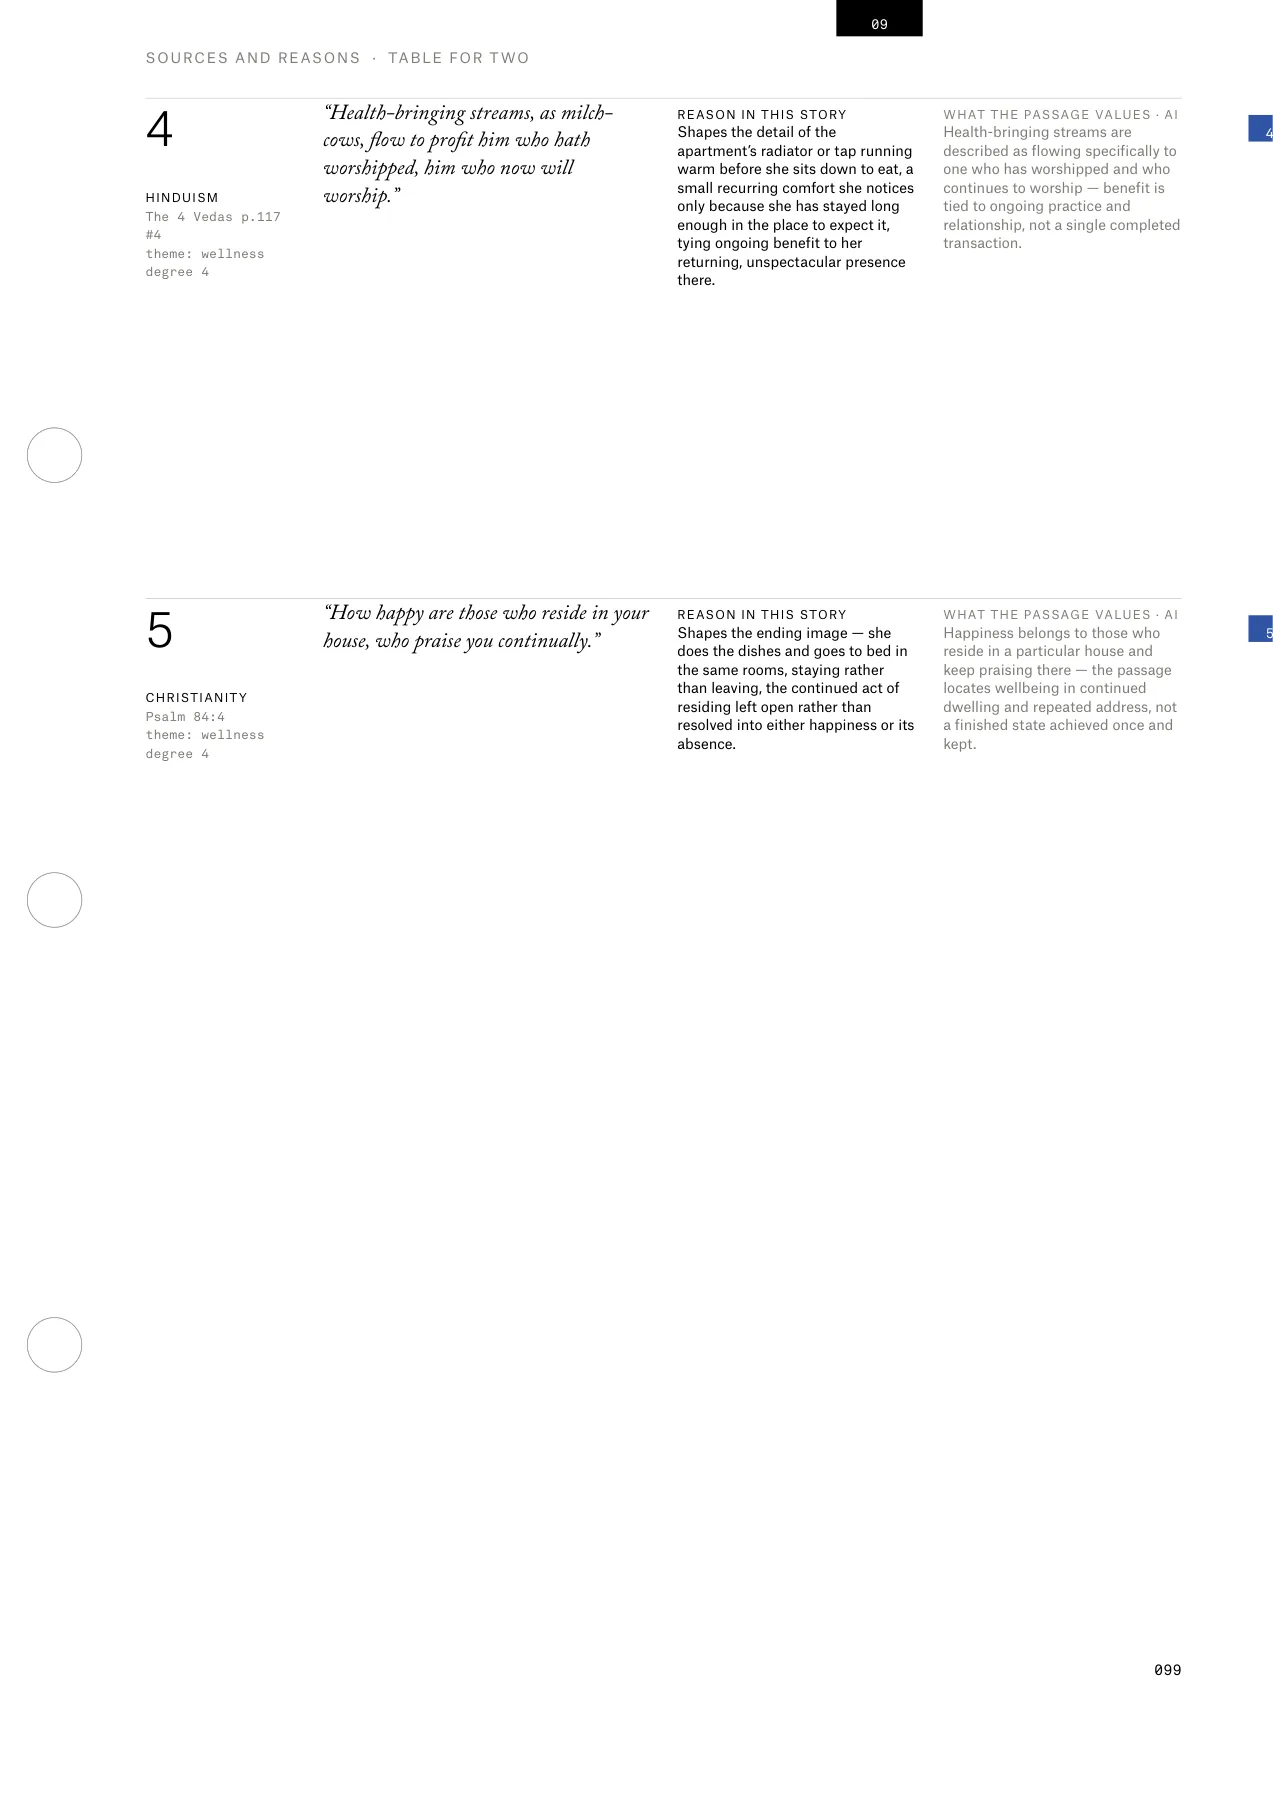 09
SOURCES AND REASONS · TABLE FOR TWO
4
HINDUISM
The 4 Vedas p.117
#4
theme: wellness
degree 4
“Health-bringing streams, as milch-
cows, flow to profit him who hath
worshipped, him who now will
worship.”
REASON IN THIS STORY
Shapes the detail of the
apartment’s radiator or tap running
warm before she sits down to eat, a
small recurring comfort she notices
only because she has stayed long
enough in the place to expect it,
tying ongoing benefit to her
returning, unspectacular presence
there.
WHAT THE PASSAGE VALUES · AI
Health-bringing streams are
described as flowing specifically to
one who has worshipped and who
continues to worship — benefit is
tied to ongoing practice and
relationship, not a single completed
transaction.
4
5
CHRISTIANITY
Psalm 84:4
theme: wellness
degree 4
“How happy are those who reside in your
house, who praise you continually.”
REASON IN THIS STORY
Shapes the ending image — she
does the dishes and goes to bed in
the same rooms, staying rather
than leaving, the continued act of
residing left open rather than
resolved into either happiness or its
absence.
WHAT THE PASSAGE VALUES · AI
Happiness belongs to those who
reside in a particular house and
keep praising there — the passage
locates wellbeing in continued
dwelling and repeated address, not
a finished state achieved once and
kept.
5
099